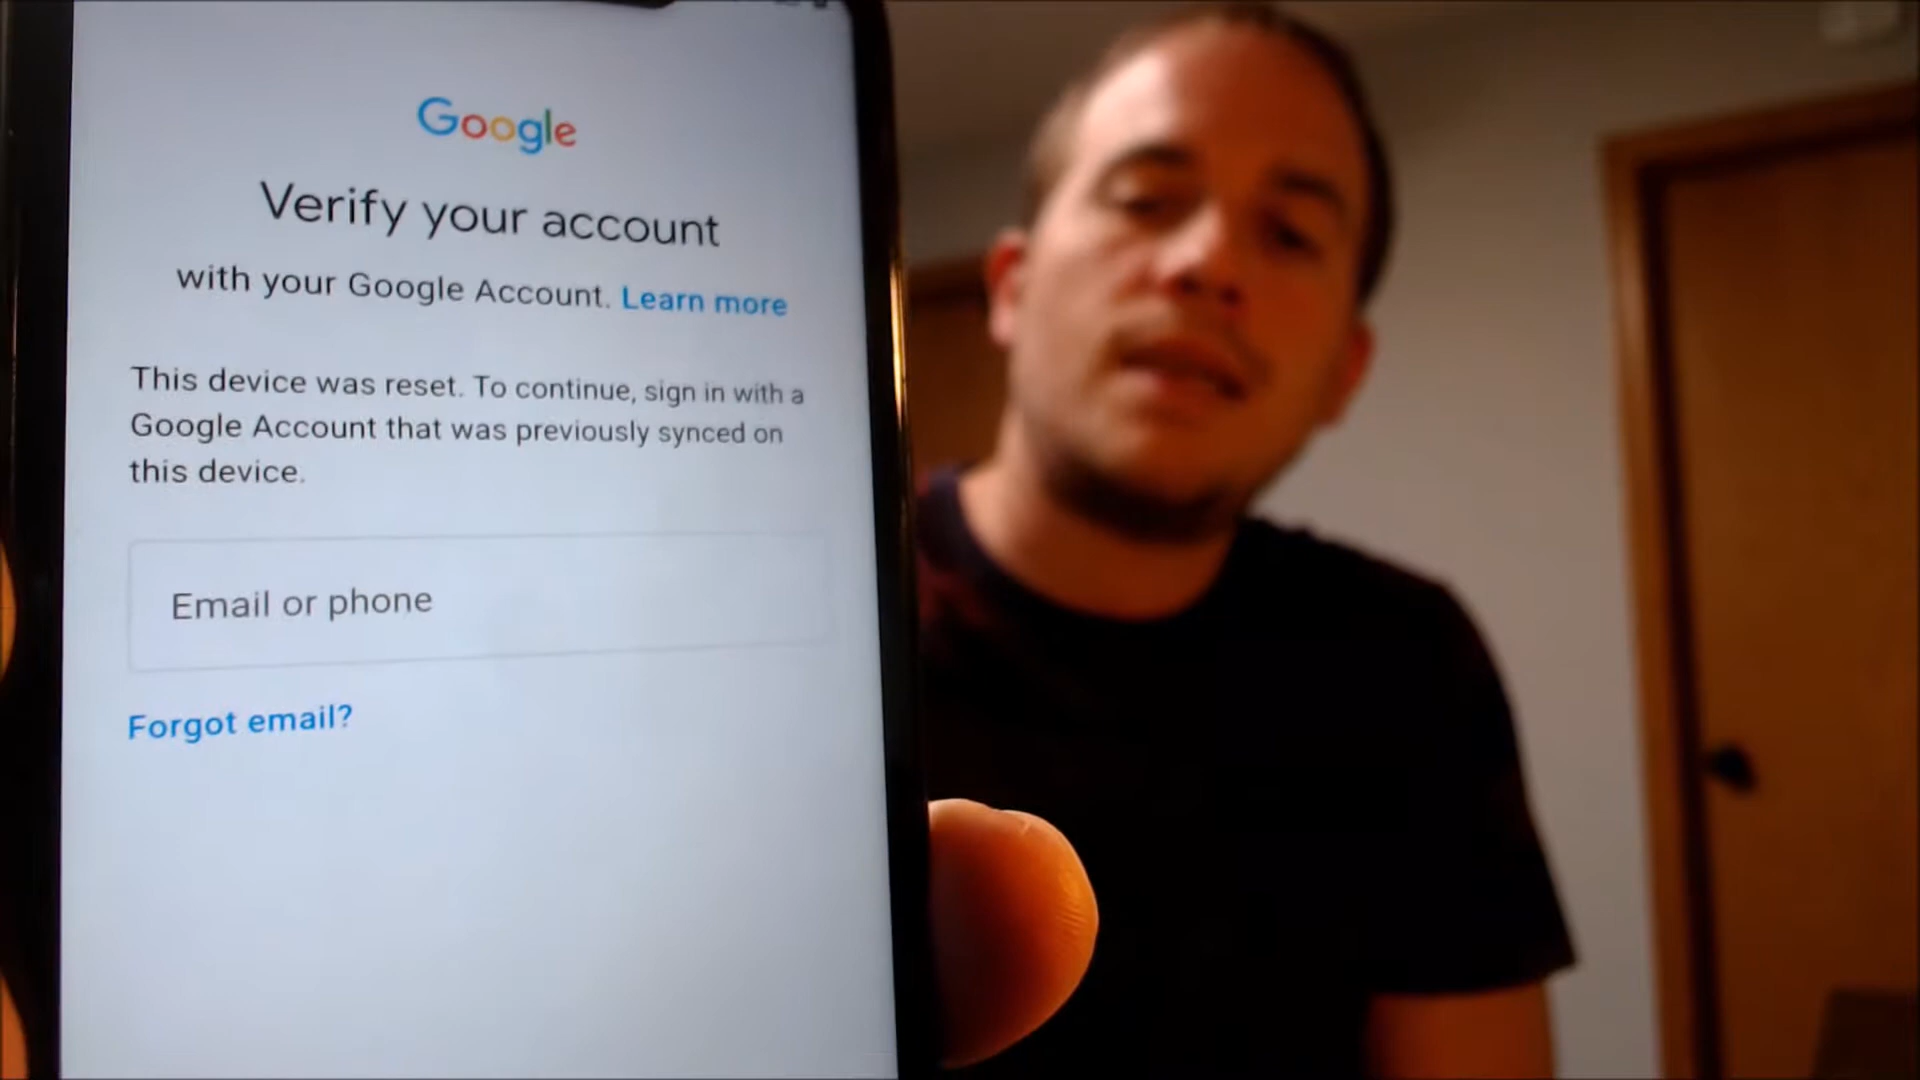 Google
Verify your account
with your Google Account. Learn more
This device was reset. To continue, sign in with a
Google Account that was previously synced on
this device.
Email or phone
Forgot email?